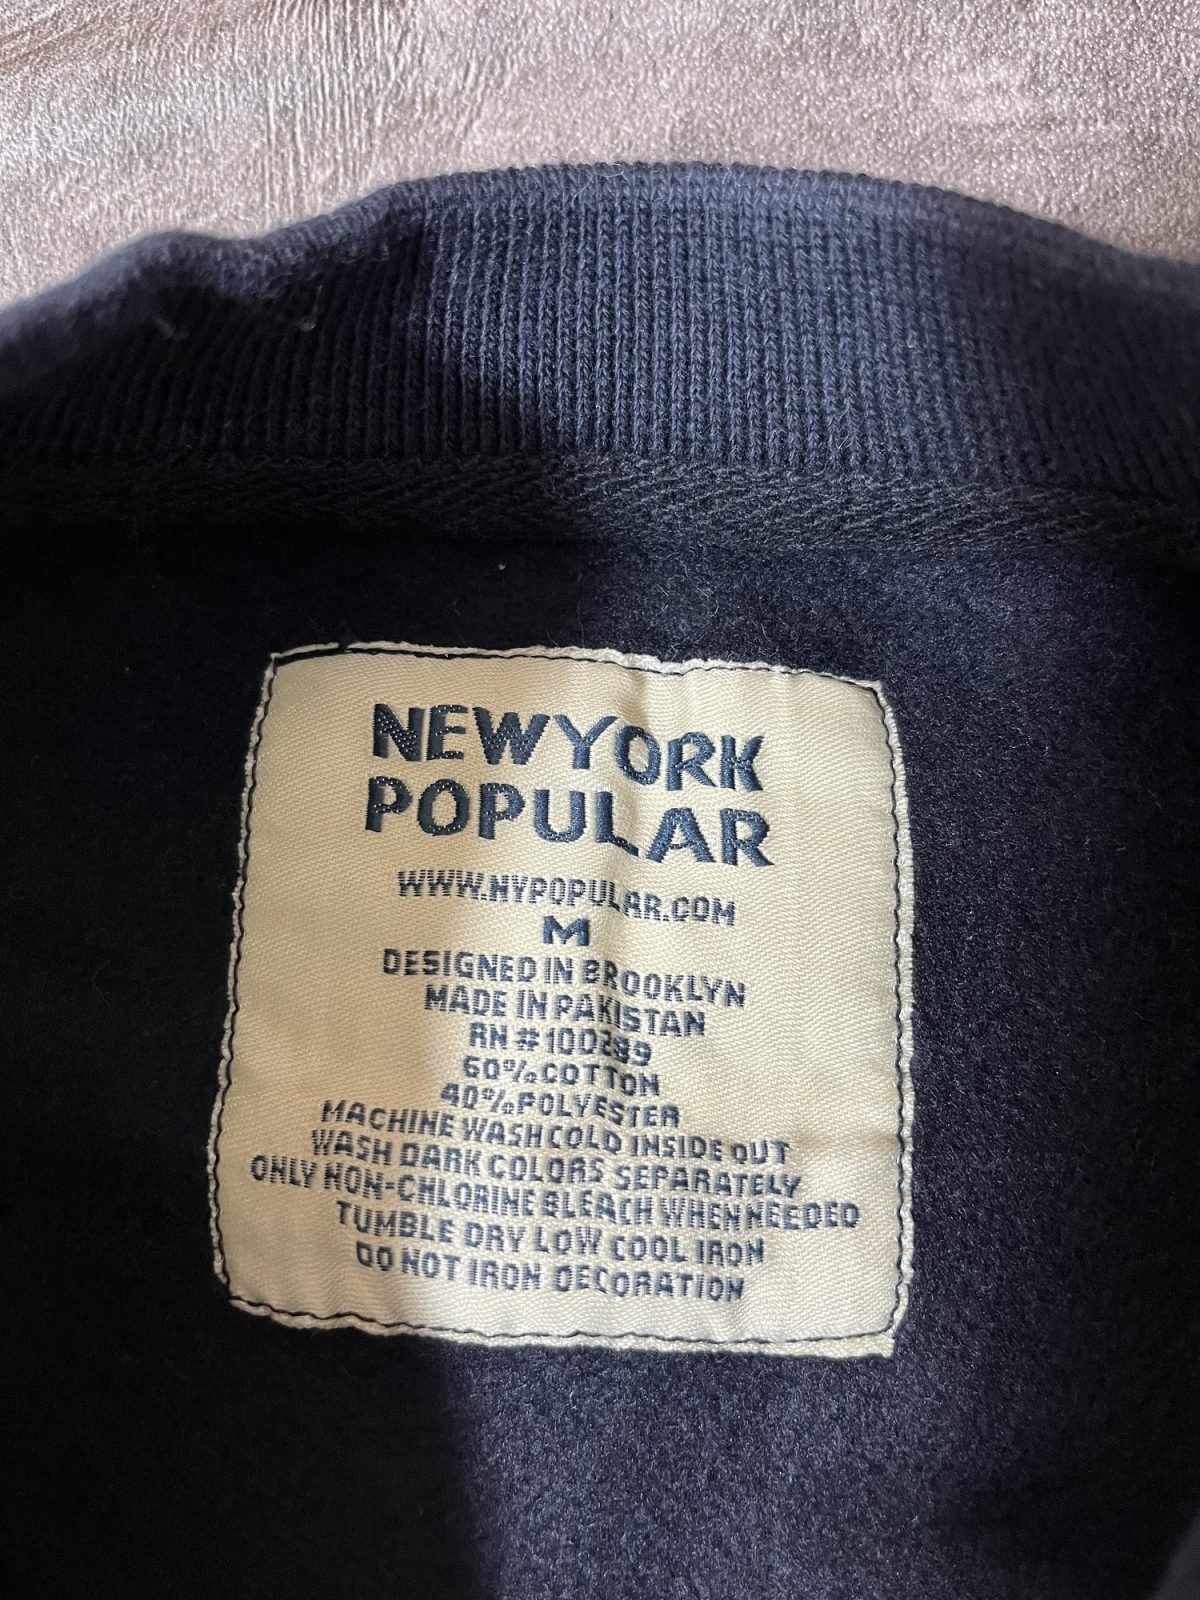 NEWYORK
POPULAR
WWW.NYPOPULAR.COM
M
DESIGNED IN BROOKLYN
MADE IN PAKISTAN
RN #100299
60% COTTON
40% POLYESTER
MACHINE WASH COLD INSIDE OUT
WASH DARK COLORS SEPARATELY
ONLY NON-CHLORINE BLEACH WHEN NEEDED
TUMBLE DRY LOW COOL IRON
DO NOT IRON DECORATION